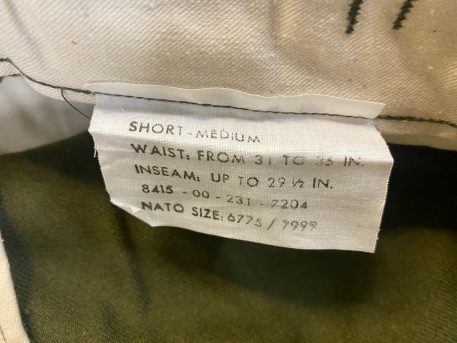 SHORT-MEDIUM
WAIST: FROM 31 TO 35 IN.
INSEAM: UP TO 29 ½ IN.
8415-00-231-7204
NATO SIZE: 6775 / 7999